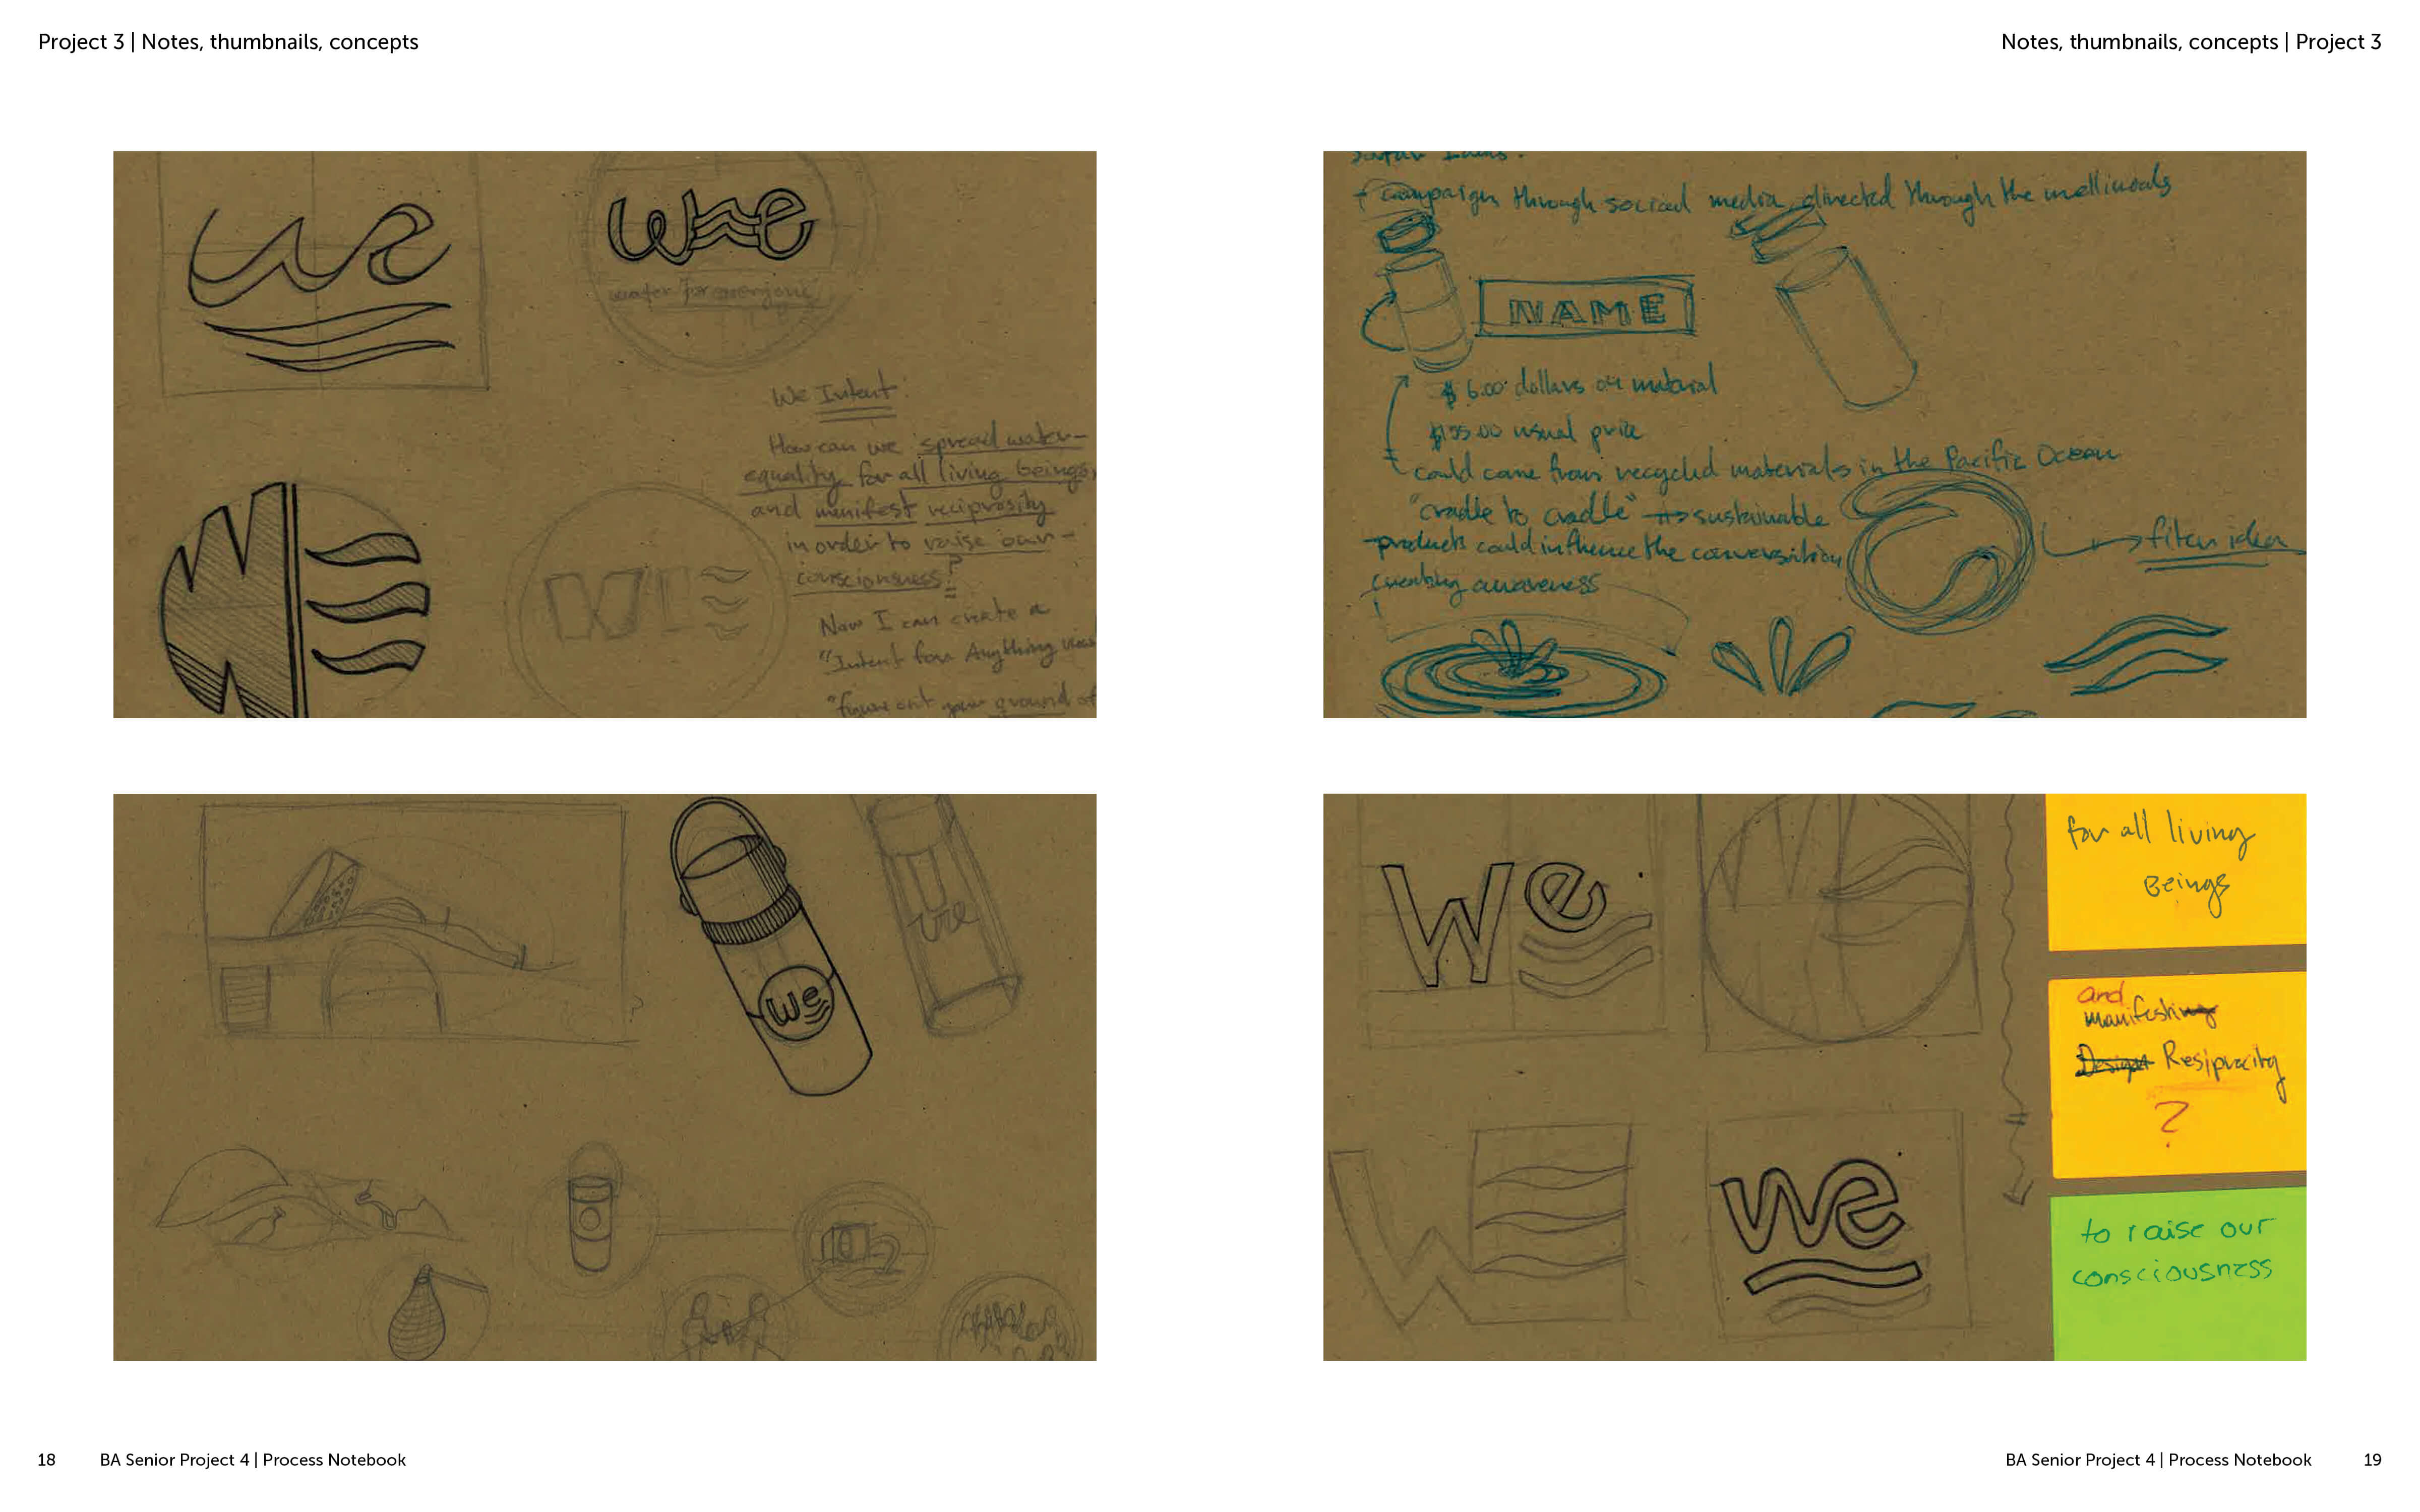 Project 3 | Notes, thumbnails, concepts
we
we
water for everyone
We Intent:
How can we spread water-
equality for all living beings,
and manifest reciprosity
in order to raise our-
consciousness?
WE
WE
Now I can create a
"Intent for Anything
"figure out your ground of
we
we
18 BA Senior Project 4 | Process Notebook
Notes, thumbnails, concepts | Project 3
campaign through social media, directed through the
NAME
$ 6.00 dollars on material
usual price
could come from recycled materials in the Pacific Ocean
"cradle to cradle" sustainable
products could influence the conversation
creating awareness
idea
We
for all living
Beings
and
manifesting
Design Resiprocity
?
W
we
to raise our
consciousness
BA Senior Project 4 | Process Notebook 19